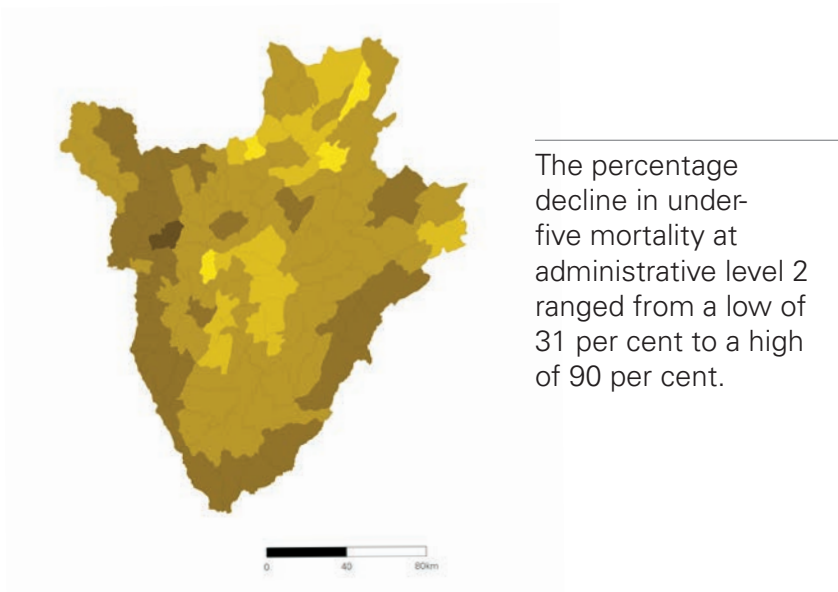 The percentage
decline in under-
five mortality at
administrative level 2
ranged from a low of
31 per cent to a high
of 90 per cent.
0 40 80km